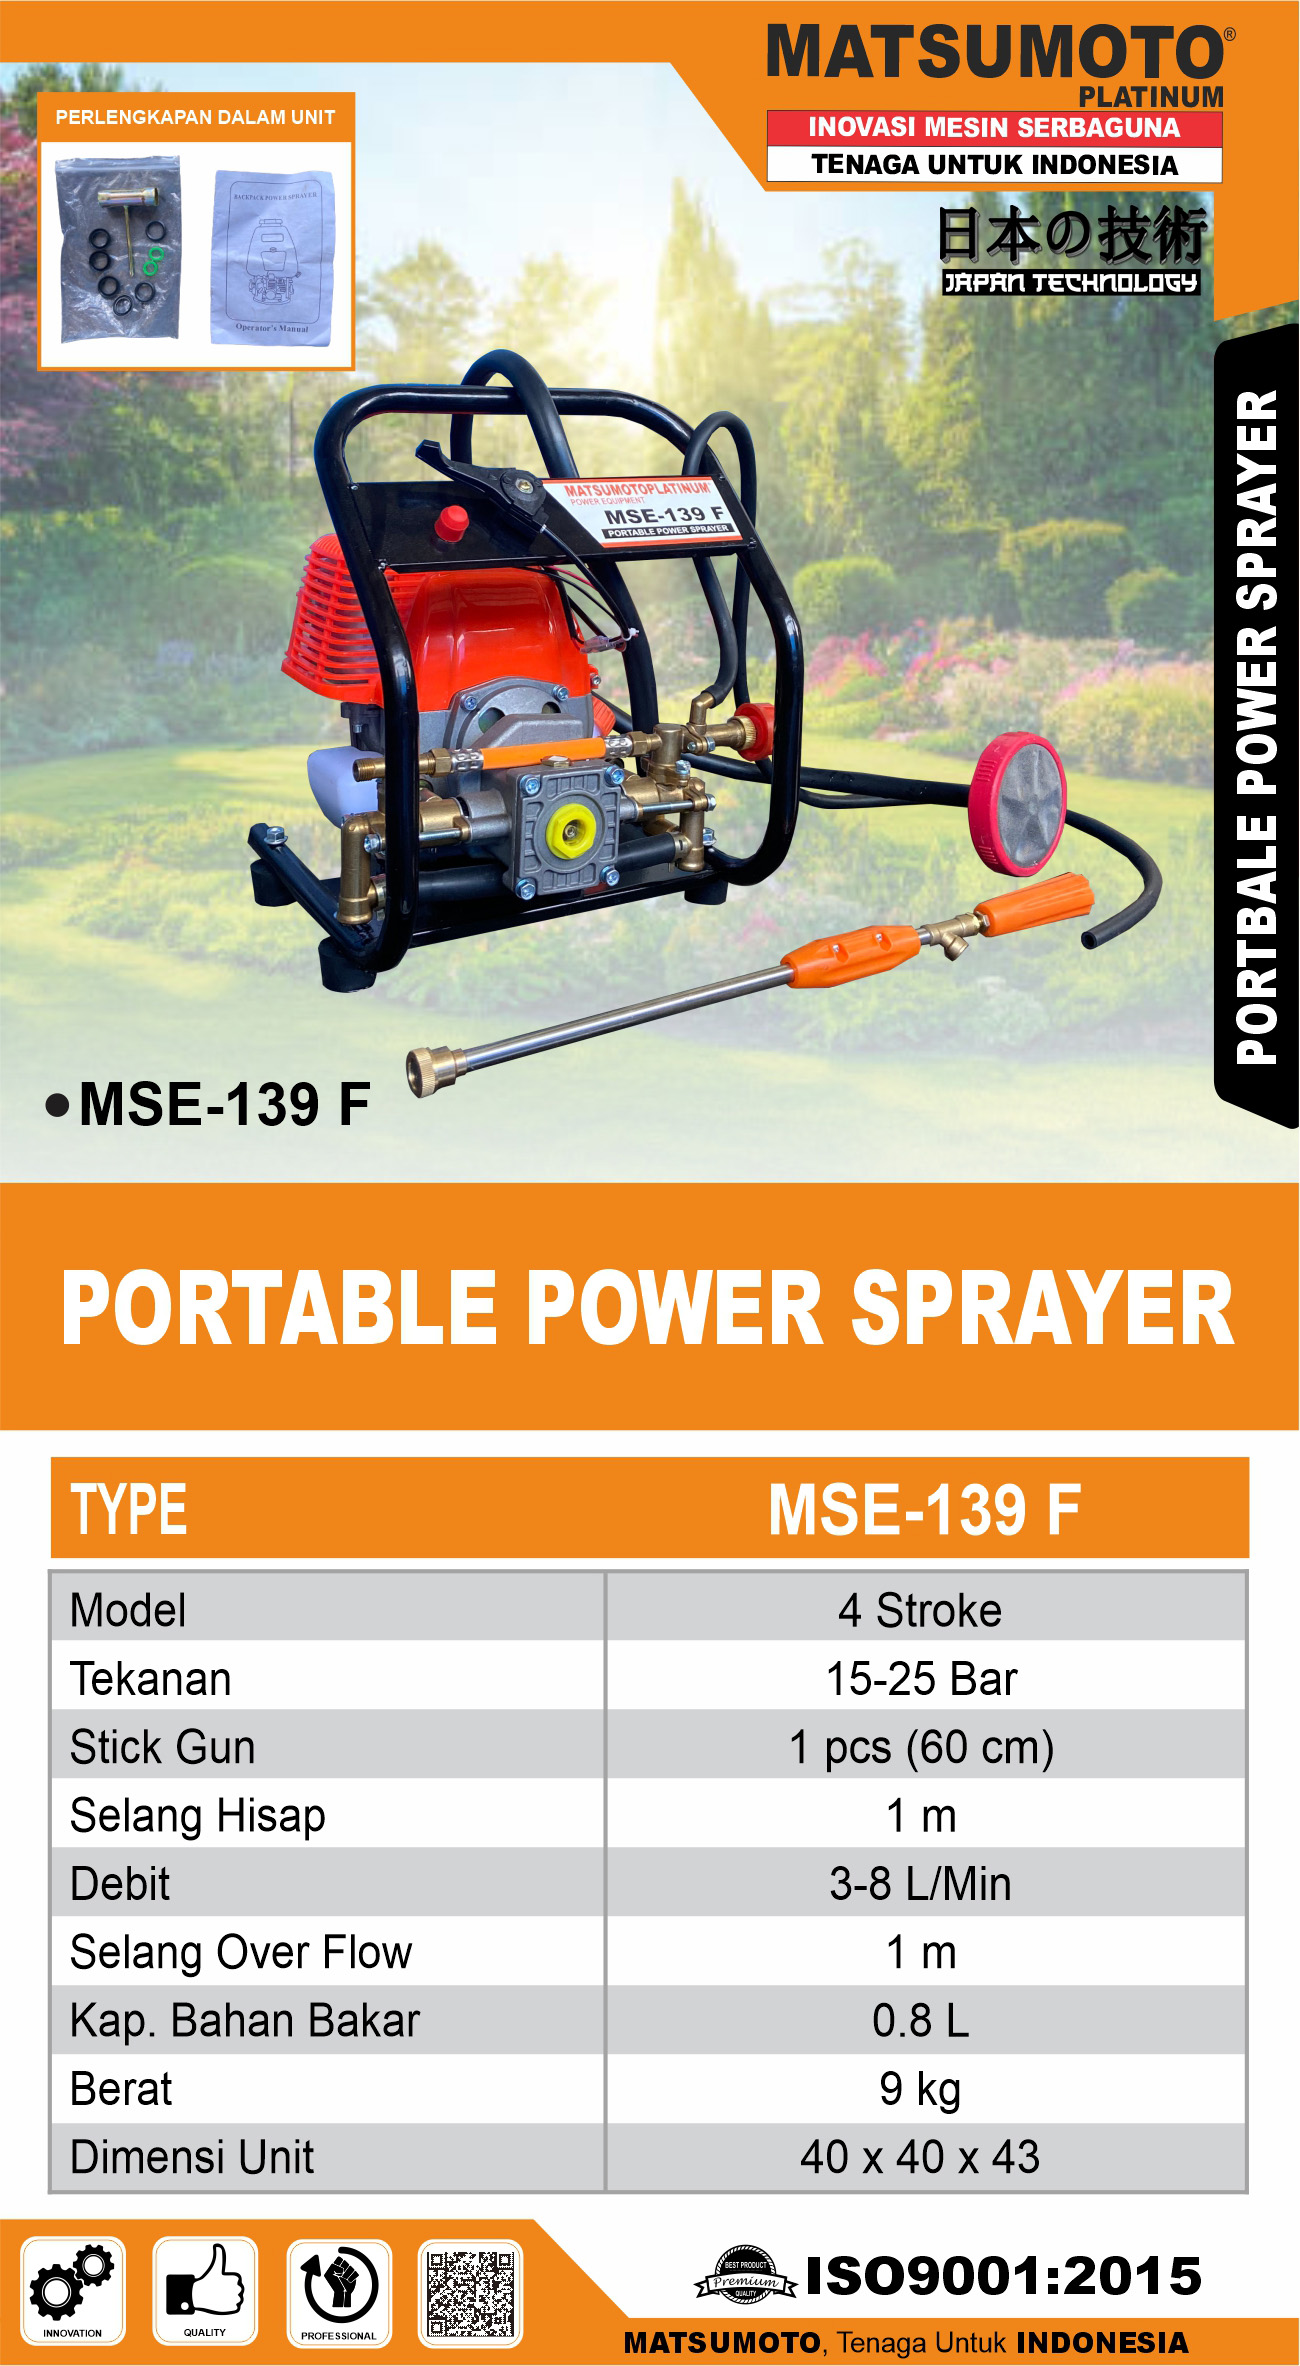 MATSUMOTO®
PLATINUM
INOVASI MESIN SERBAGUNA
TENAGA UNTUK INDONESIA
日本の技術
JAPAN TECHNOLOGY
PERLENGKAPAN DALAM UNIT
BACKPACK POWER SPRAYER
Operator's Manual
PORTBALE POWER SPRAYER
MATSUMOTOPLATINUM
POWER EQUIPMENT
MSE-139 F
PORTABLE POWER SPRAYER
• MSE-139 F
PORTABLE POWER SPRAYER
TYPE MSE-139 F
Model 4 Stroke
Tekanan 15-25 Bar
Stick Gun 1 pcs (60 cm)
Selang Hisap 1 m
Debit 3-8 L/Min
Selang Over Flow 1 m
Kap. Bahan Bakar 0.8 L
Berat 9 kg
Dimensi Unit 40 x 40 x 43
INNOVATION
QUALITY
PROFESSIONAL
BEST PRODUCT
Premium
QUALITY
ISO9001:2015
MATSUMOTO, Tenaga Untuk INDONESIA